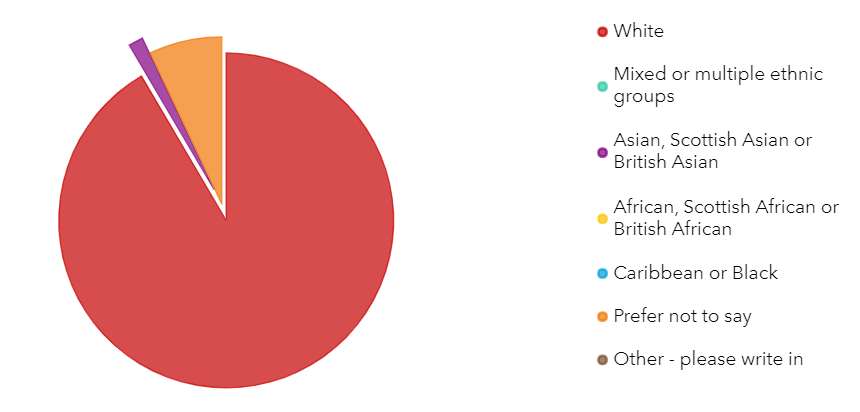 White
Mixed or multiple ethnic
groups
Asian, Scottish Asian or
British Asian
African, Scottish African or
British African
Caribbean or Black
Prefer not to say
Other - please write in